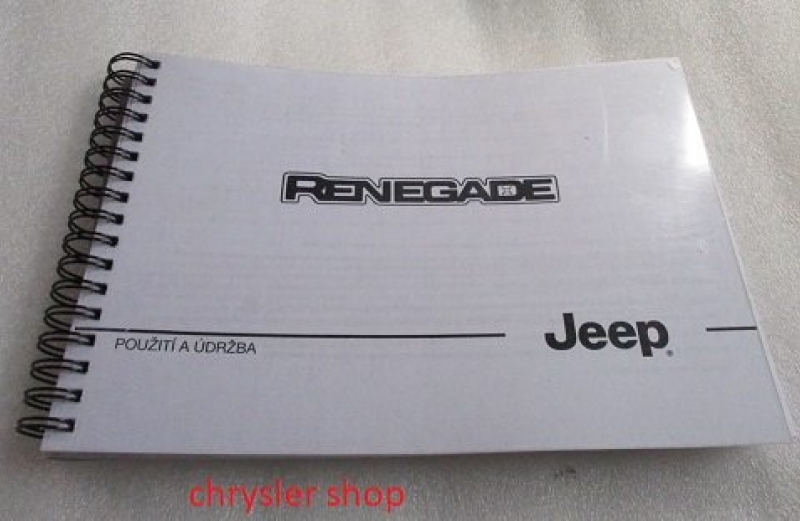 RENEGADE
Jeep®
POUŽITÍ A ÚDRŽBA
chrysler shop